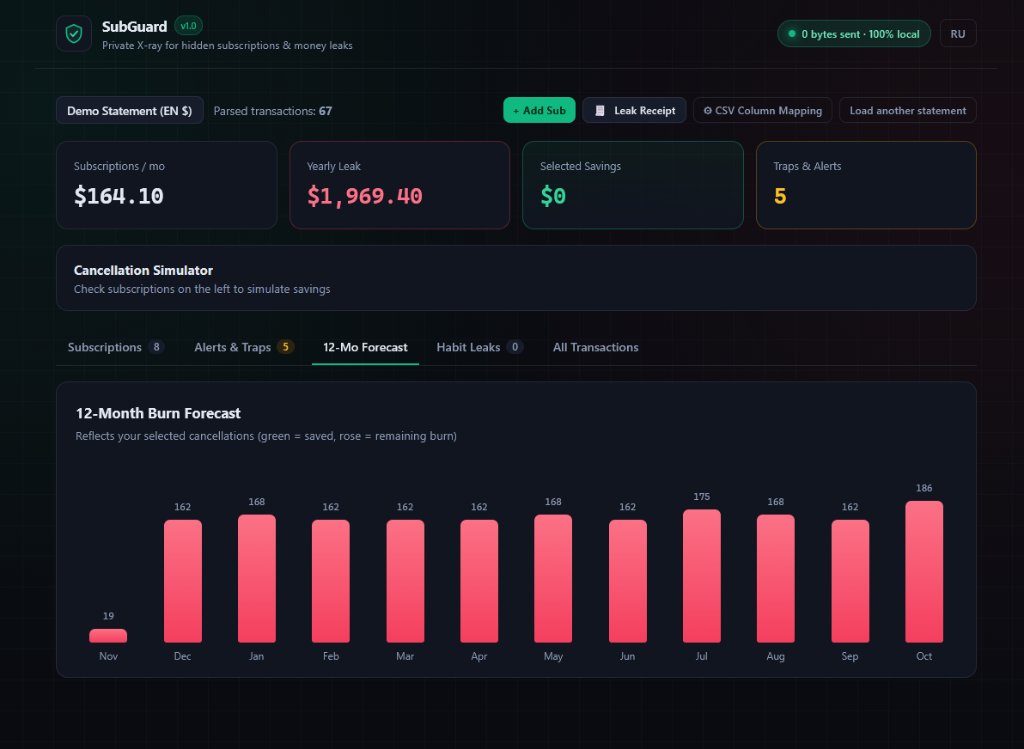 SubGuard v1.0
Private X-ray for hidden subscriptions & money leaks
0 bytes sent · 100% local
RU
Demo Statement (EN $)
Parsed transactions: 67
+ Add Sub
Leak Receipt
⚙ CSV Column Mapping
Load another statement
Subscriptions / mo
$164.10
Yearly Leak
$1,969.40
Selected Savings
$0
Traps & Alerts
5
Cancellation Simulator
Check subscriptions on the left to simulate savings
Subscriptions 8
Alerts & Traps 5
12-Mo Forecast
Habit Leaks 0
All Transactions
12-Month Burn Forecast
Reflects your selected cancellations (green = saved, rose = remaining burn)
19 162 168 162 162 162 168 162 175 168 162 186
Nov Dec Jan Feb Mar Apr May Jun Jul Aug Sep Oct